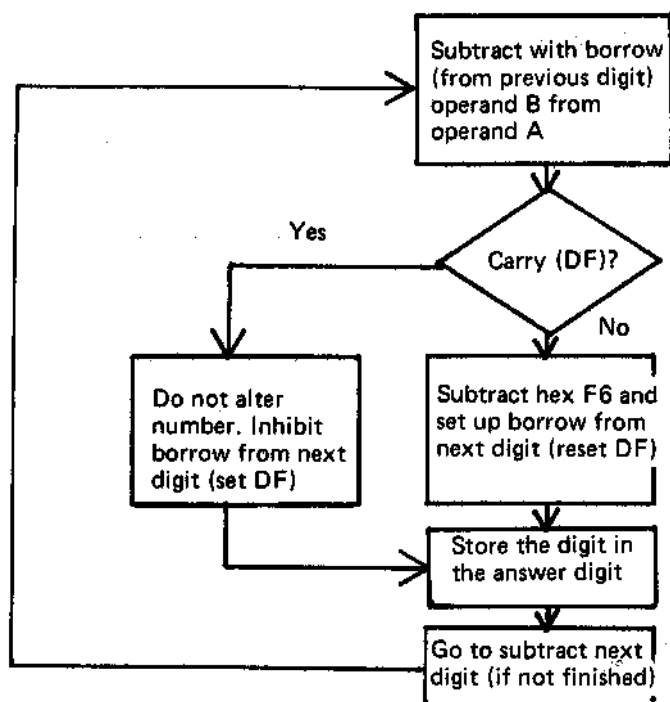 Subtract with borrow
(from previous digit)
operand B from
operand A
Carry (DF)?
Yes
No
Do not alter
number. Inhibit
borrow from next
digit (set DF)
Subtract hex F6 and
set up borrow from
next digit (reset DF)
Store the digit in
the answer digit
Go to subtract next
digit (if not finished)